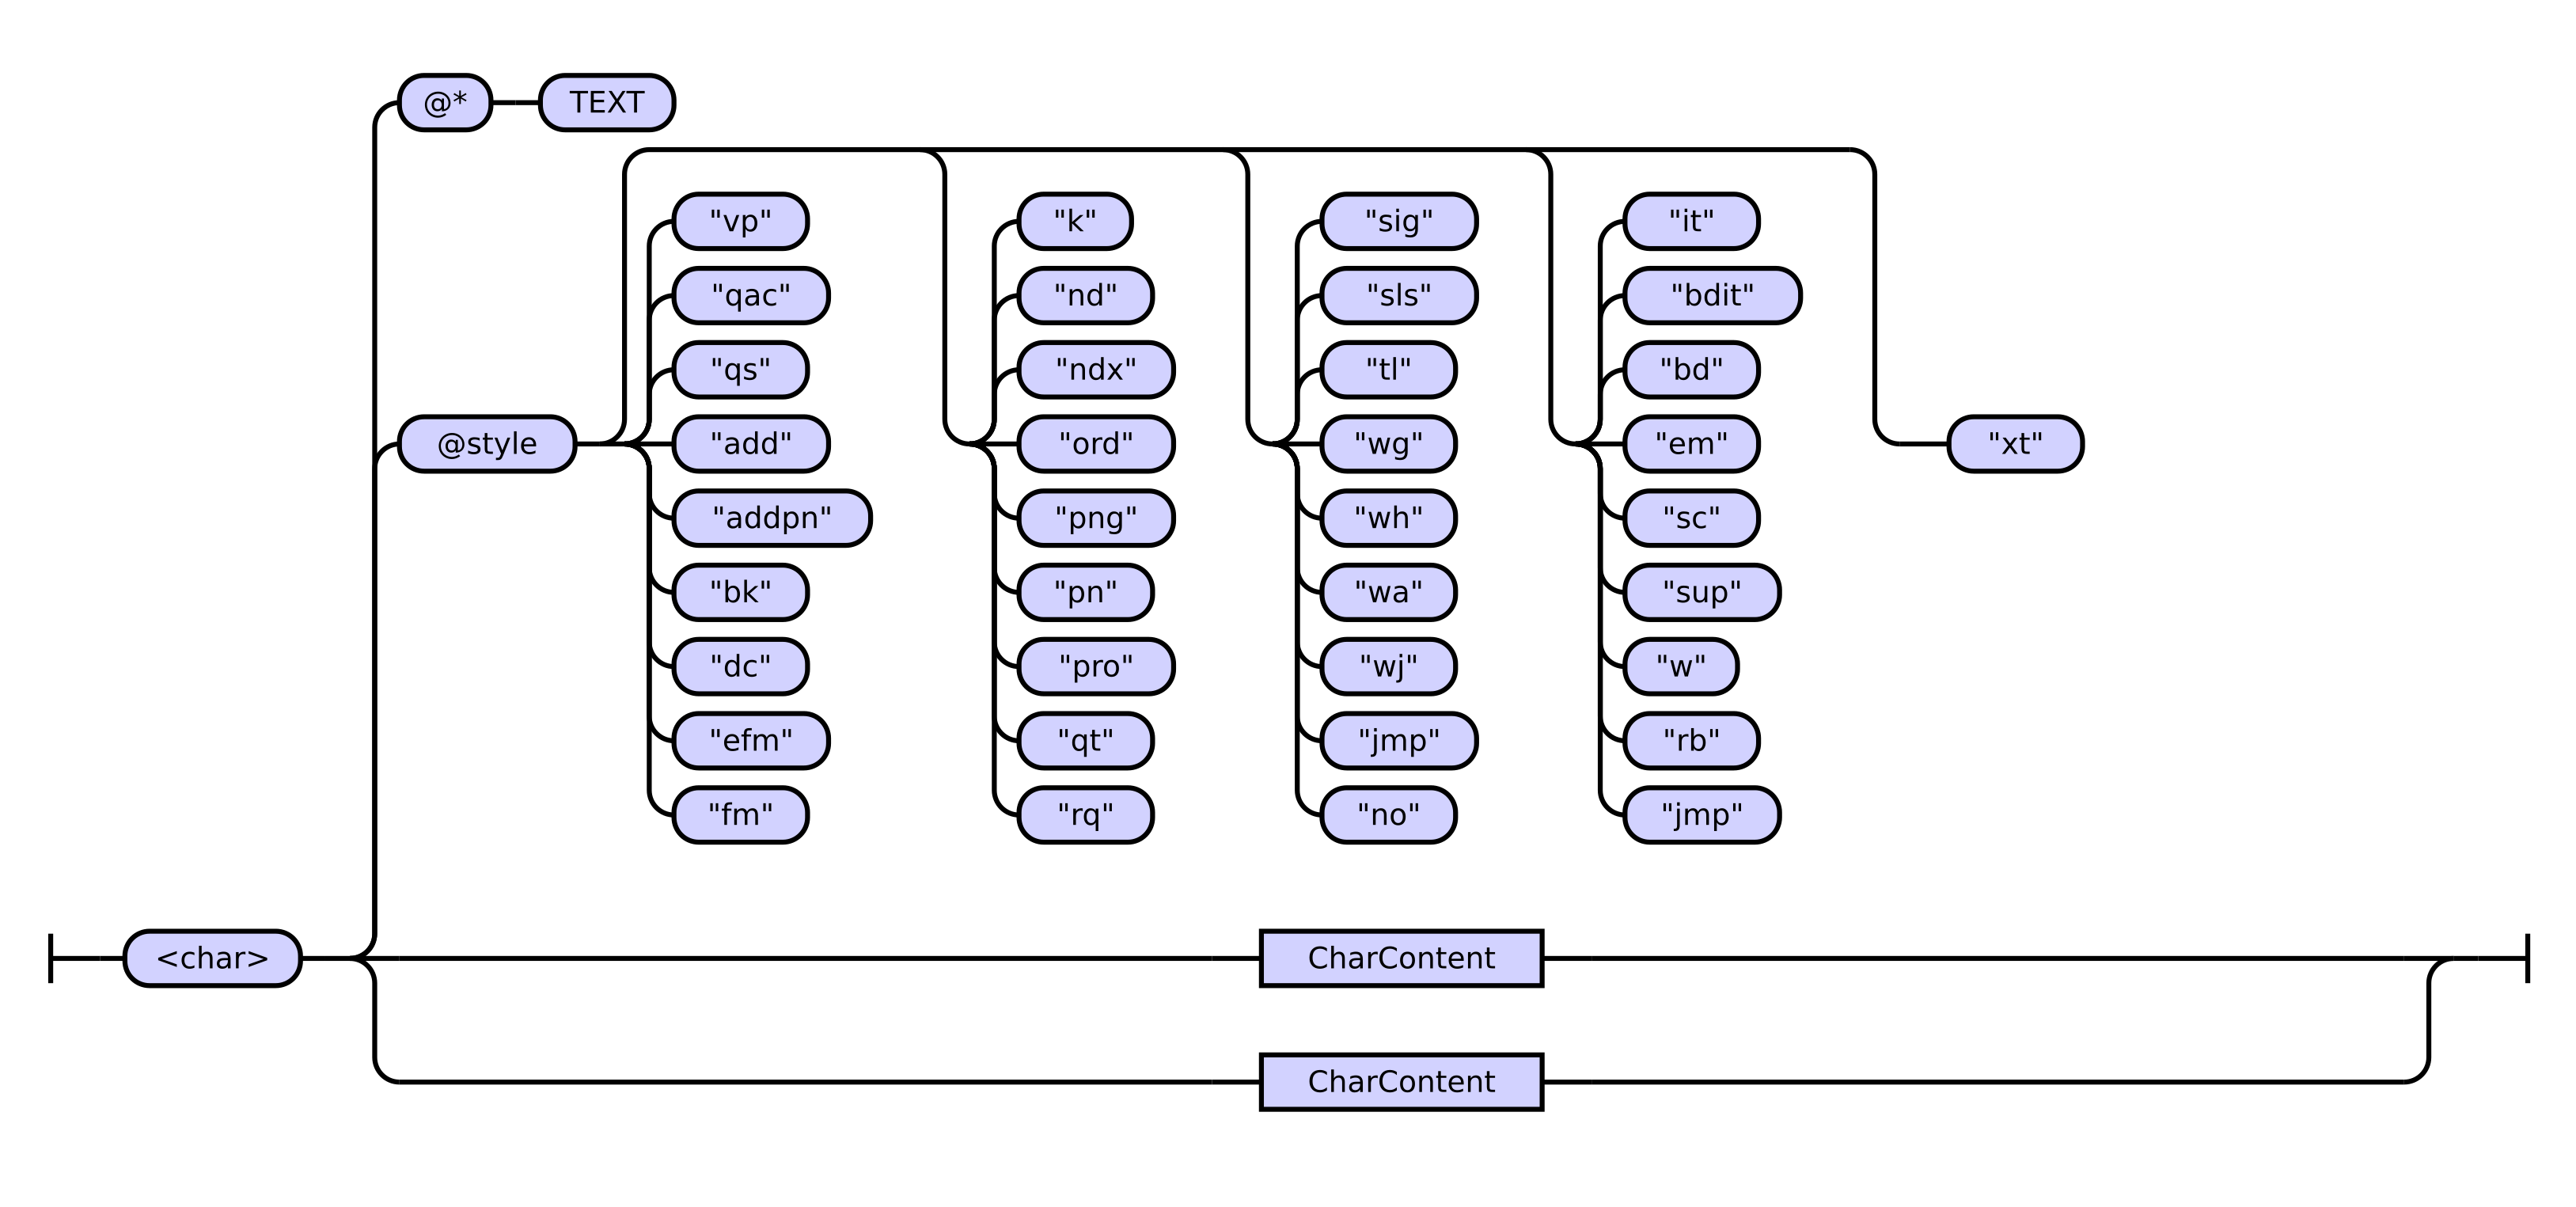 @* TEXT
"vp" "k" "sig" "it"
"qac" "nd" "sls" "bdit"
"qs" "ndx" "tl" "bd"
@style "add" "ord" "wg" "em" "xt"
"addpn" "png" "wh" "sc"
"bk" "pn" "wa" "sup"
"dc" "pro" "wj" "w"
"efm" "qt" "jmp" "rb"
"fm" "rq" "no" "jmp"
<char> CharContent
CharContent